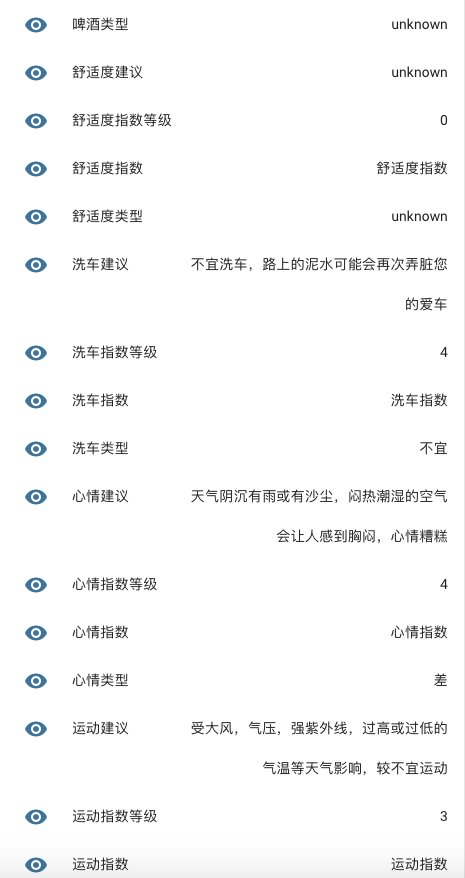 啤酒类型 unknown
舒适度建议 unknown
舒适度指数等级 0
舒适度指数 舒适度指数
舒适度类型 unknown
洗车建议 不宜洗车，路上的泥水可能会再次弄脏您
的爱车
洗车指数等级 4
洗车指数 洗车指数
洗车类型 不宜
心情建议 天气阴沉有雨或有沙尘，闷热潮湿的空气
会让人感到胸闷，心情糟糕
心情指数等级 4
心情指数 心情指数
心情类型 差
运动建议 受大风，气压，强紫外线，过高或过低的
气温等天气影响，较不宜运动
运动指数等级 3
运动指数 运动指数